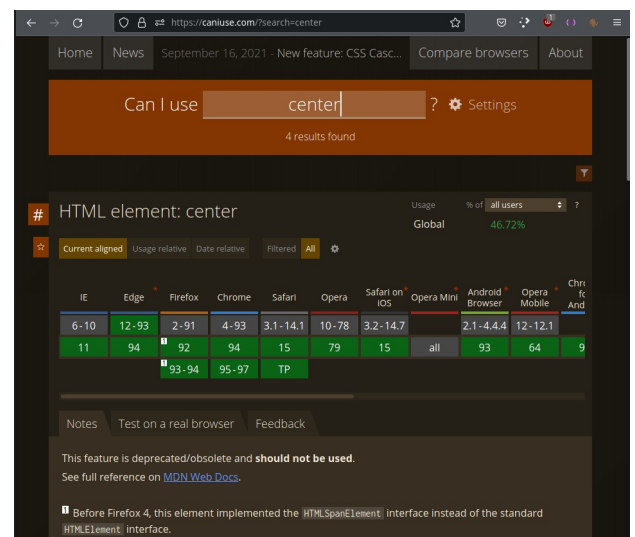 https://caniuse.com/?search=center
Home News September 16, 2021 - New feature: CSS Casc... Compare browsers About
Can I use center ? Settings
4 results found
#
HTML element: center
Usage % of all users ?
Global 46.72%
Current aligned Usage relative Date relative Filtered All
IE Edge * Firefox Chrome Safari Opera Safari on iOS * Opera Mini * Android Browser * Opera Mobile *
6-10 12-93 2-91 4-93 3.1-14.1 10-78 3.2-14.7 2.1-4.4.4 12-12.1
11 94 1 92 94 15 79 15 all 93 64
1 93-94 95-97 TP
Notes Test on a real browser Feedback
This feature is deprecated/obsolete and should not be used.
See full reference on MDN Web Docs.
1 Before Firefox 4, this element implemented the HTMLSpanElement interface instead of the standard
HTMLElement interface.